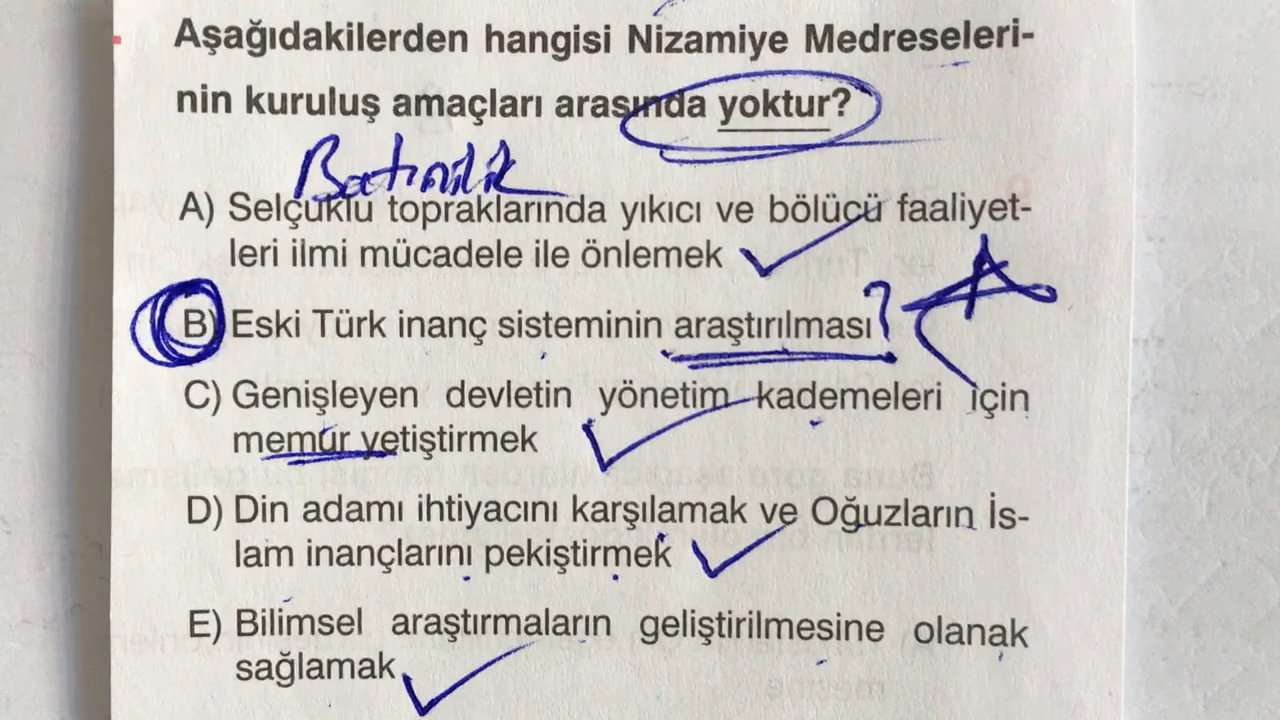 Aşağıdakilerden hangisi Nizamiye Medreseleri-
nin kuruluş amaçları arasında yoktur?
Batınilik
A) Selçuklu topraklarında yıkıcı ve bölücü faaliyet-
leri ilmi mücadele ile önlemek
B) Eski Türk inanç sisteminin araştırılması?
C) Genişleyen devletin yönetim kademeleri için
memur yetiştirmek
D) Din adamı ihtiyacını karşılamak ve Oğuzların İs-
lam inançlarını pekiştirmek
E) Bilimsel araştırmaların geliştirilmesine olanak
sağlamak